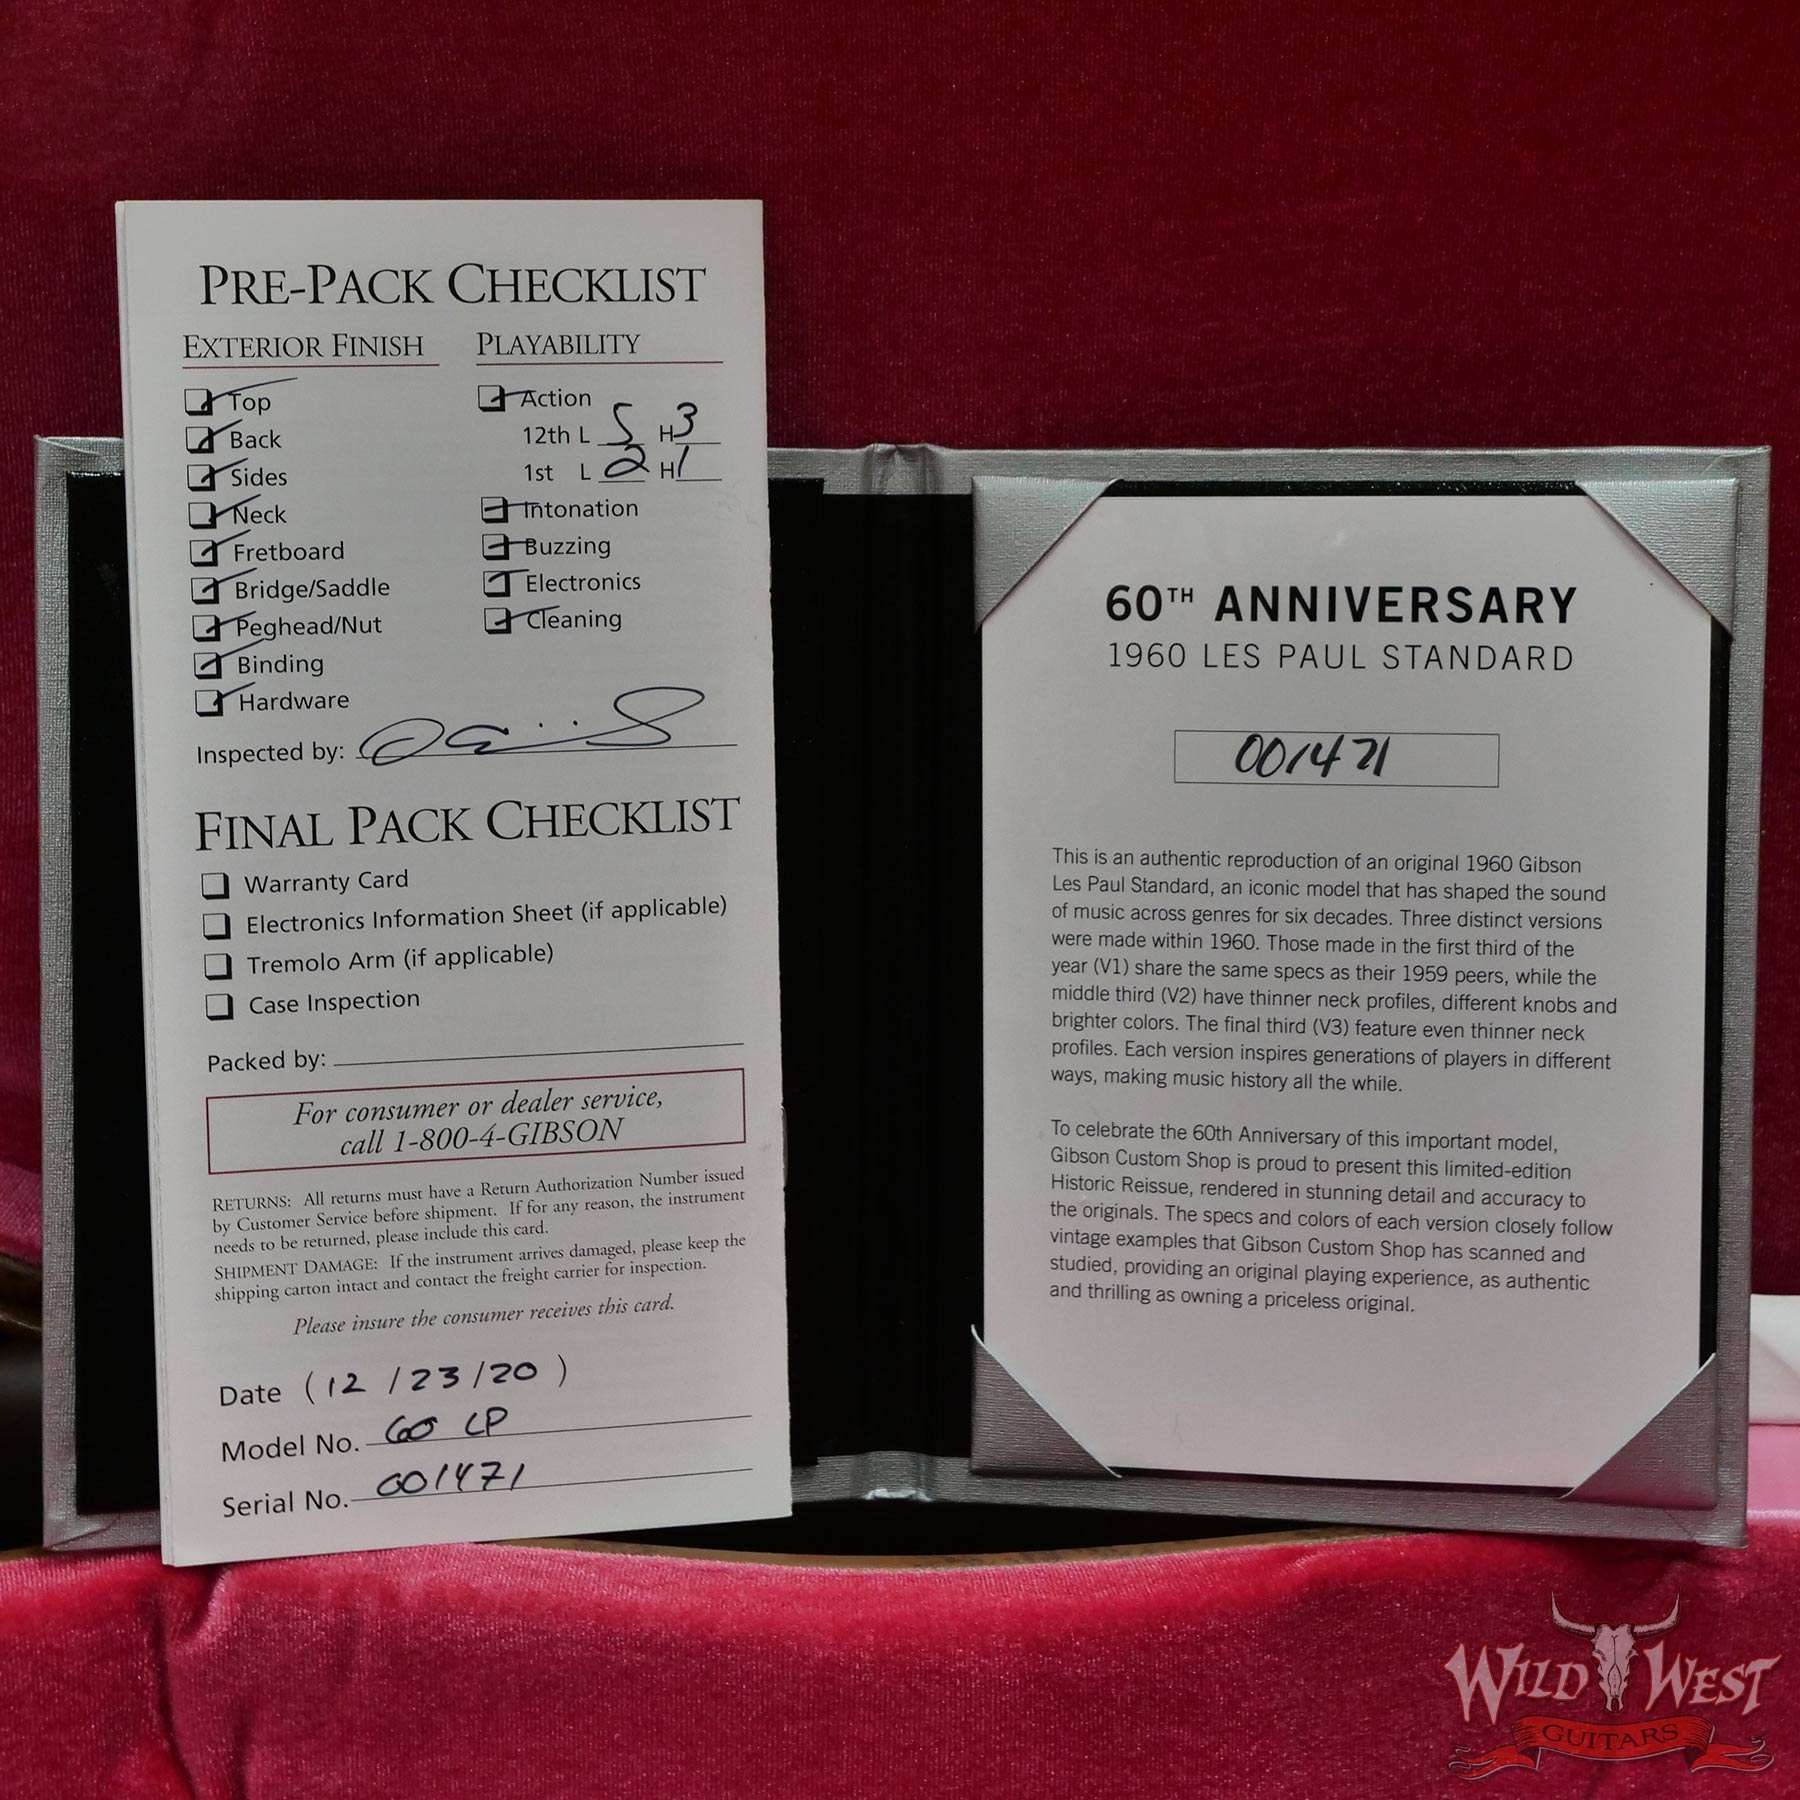 PRE-PACK CHECKLIST
EXTERIOR FINISH
Top
Back
Sides
Neck
Fretboard
Bridge/Saddle
Peghead/Nut
Binding
Hardware
PLAYABILITY
Action
12th L 5 H 3
1st L 2 H 1
Intonation
Buzzing
Electronics
Cleaning
Inspected by:
FINAL PACK CHECKLIST
Warranty Card
Electronics Information Sheet (if applicable)
Tremolo Arm (if applicable)
Case Inspection
Packed by:
For consumer or dealer service,
call 1-800-4-GIBSON
RETURNS: All returns must have a Return Authorization Number issued
by Customer Service before shipment. If for any reason, the instrument
needs to be returned, please include this card.
SHIPMENT DAMAGE: If the instrument arrives damaged, please keep the
shipping carton intact and contact the freight carrier for inspection.
Please insure the consumer receives this card.
Date (12/23/20)
Model No. 60 LP
Serial No. 001471
60TH ANNIVERSARY
1960 LES PAUL STANDARD
001471
This is an authentic reproduction of an original 1960 Gibson
Les Paul Standard, an iconic model that has shaped the sound
of music across genres for six decades. Three distinct versions
were made within 1960. Those made in the first third of the
year (V1) share the same specs as their 1959 peers, while the
middle third (V2) have thinner neck profiles, different knobs and
brighter colors. The final third (V3) feature even thinner neck
profiles. Each version inspires generations of players in different
ways, making music history all the while.
To celebrate the 60th Anniversary of this important model,
Gibson Custom Shop is proud to present this limited-edition
Historic Reissue, rendered in stunning detail and accuracy to
the originals. The specs and colors of each version closely follow
vintage examples that Gibson Custom Shop has scanned and
studied, providing an original playing experience, as authentic
and thrilling as owning a priceless original.
WILD WEST
GUITARS